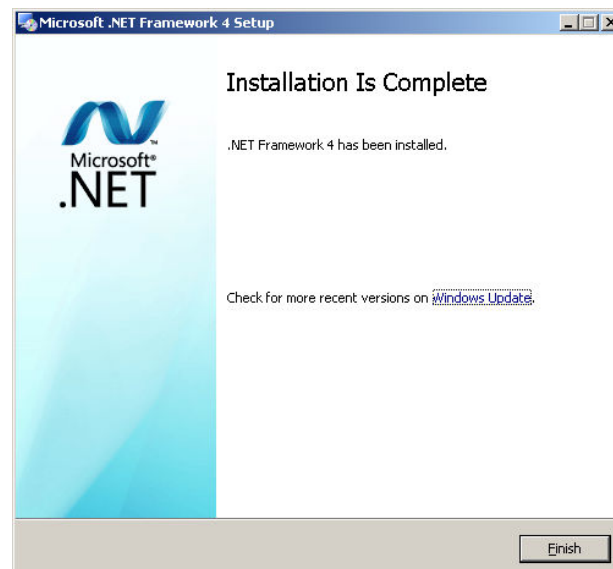 Microsoft .NET Framework 4 Setup
Installation Is Complete
Microsoft®
.NET
.NET Framework 4 has been installed.
Check for more recent versions on Windows Update.
Finish